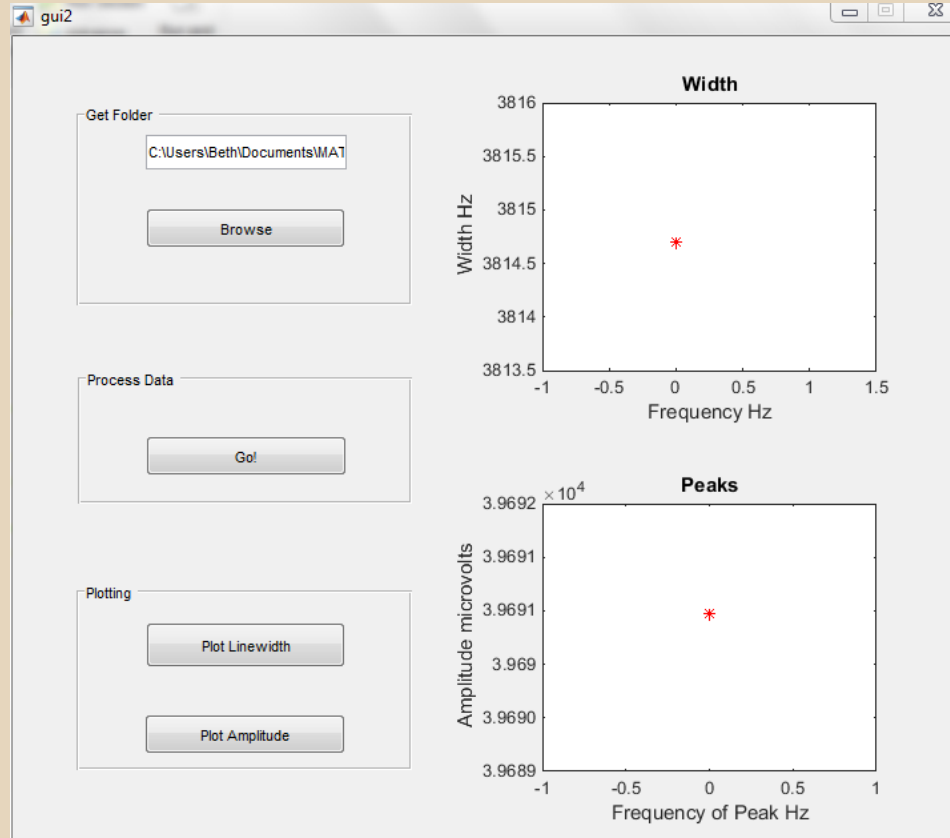 gui2
Get Folder
C:\Users\Beth\Documents\MAT
Browse
Process Data
Go!
Plotting
Plot Linewidth
Plot Amplitude
Width
3816
3815.5
3815
3814.5
3814
3813.5
Width Hz
-1 -0.5 0 0.5 1 1.5
Frequency Hz
Peaks
×10^4
3.9692
3.9691
3.9691
3.969
3.9690
3.9689
Amplitude microvolts
-1 -0.5 0 0.5 1
Frequency of Peak Hz